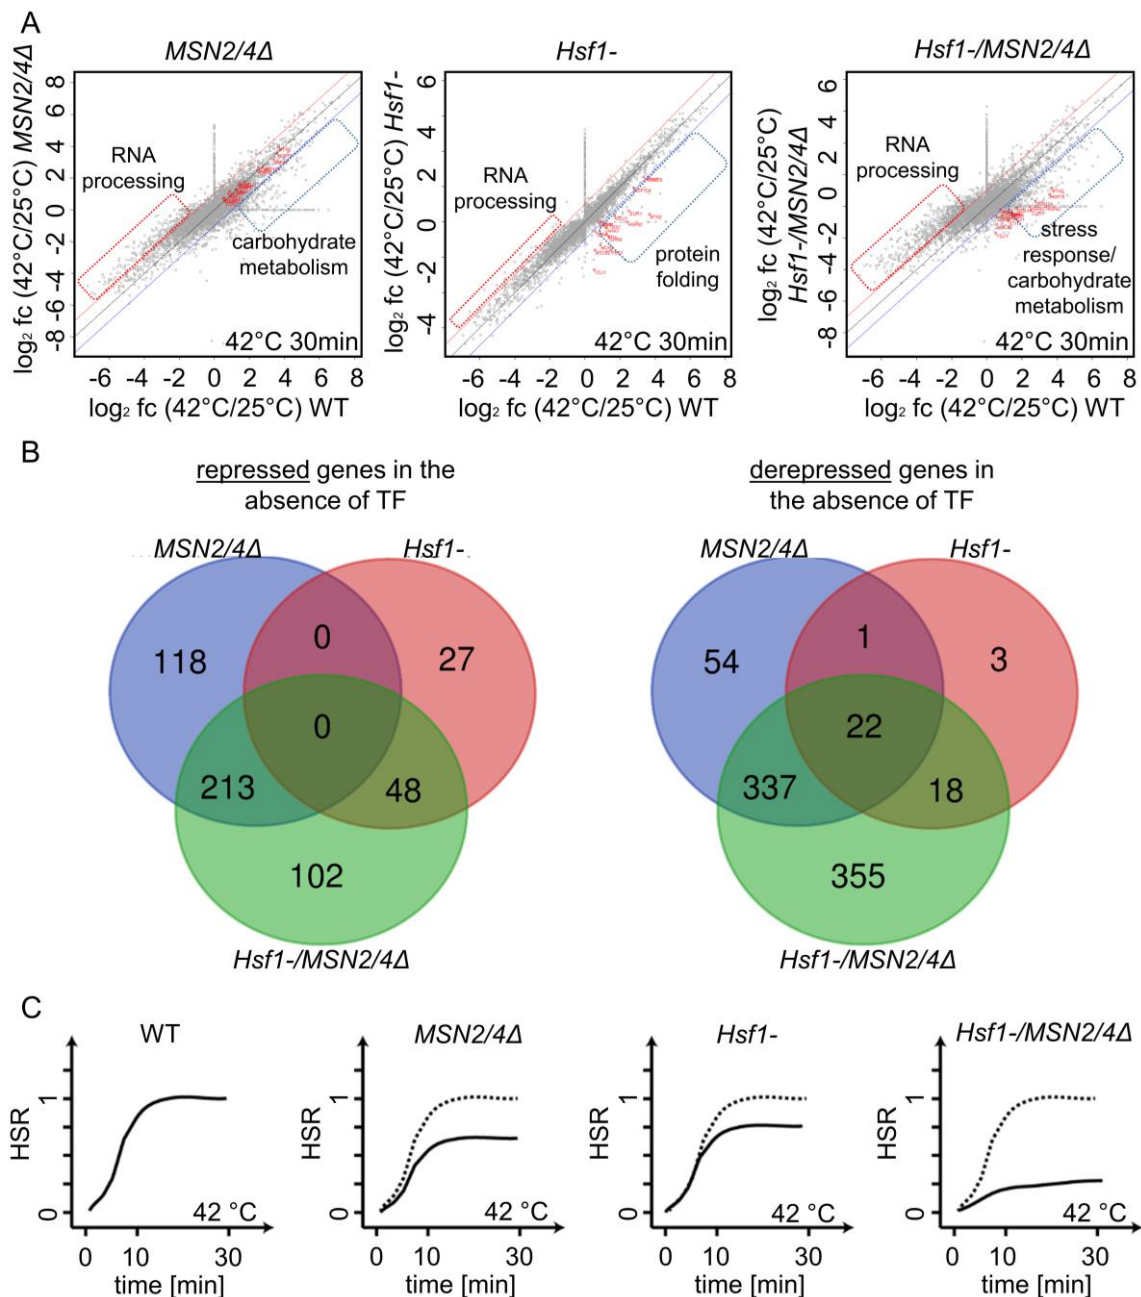 A
MSN2/4Δ
Hsf1-
Hsf1-/MSN2/4Δ
log₂ fc (42°C/25°C) MSN2/4Δ
8
6
4
2
0
-2
-4
-6
-8
RNA
processing
carbohydrate
metabolism
42°C 30min
-6 -4 -2 0 2 4 6 8
log₂ fc (42°C/25°C) WT
log₂ fc (42°C/25°C) Hsf1-
6
4
2
0
-2
-4
RNA
processing
protein
folding
42°C 30min
-6 -4 -2 0 2 4 6 8
log₂ fc (42°C/25°C) WT
log₂ fc (42°C/25°C)
Hsf1-/MSN2/4Δ
6
4
2
0
-2
-4
-6
-8
RNA
processing
stress
response/
carbohydrate
metabolism
42°C 30min
-6 -4 -2 0 2 4 6 8
log₂ fc (42°C/25°C) WT
B
repressed genes in the
absence of TF
MSN2/4Δ
Hsf1-
118
0
27
0
213
48
102
Hsf1-/MSN2/4Δ
derepressed genes in
the absence of TF
MSN2/4Δ
Hsf1-
54
1
3
22
337
18
355
Hsf1-/MSN2/4Δ
C
WT
HSR
1
0
42 °C
0 10 30
time [min]
MSN2/4Δ
HSR
1
0
42 °C
0 10 30
time [min]
Hsf1-
HSR
1
0
42 °C
0 10 30
time [min]
Hsf1-/MSN2/4Δ
HSR
1
0
42 °C
0 10 30
time [min]